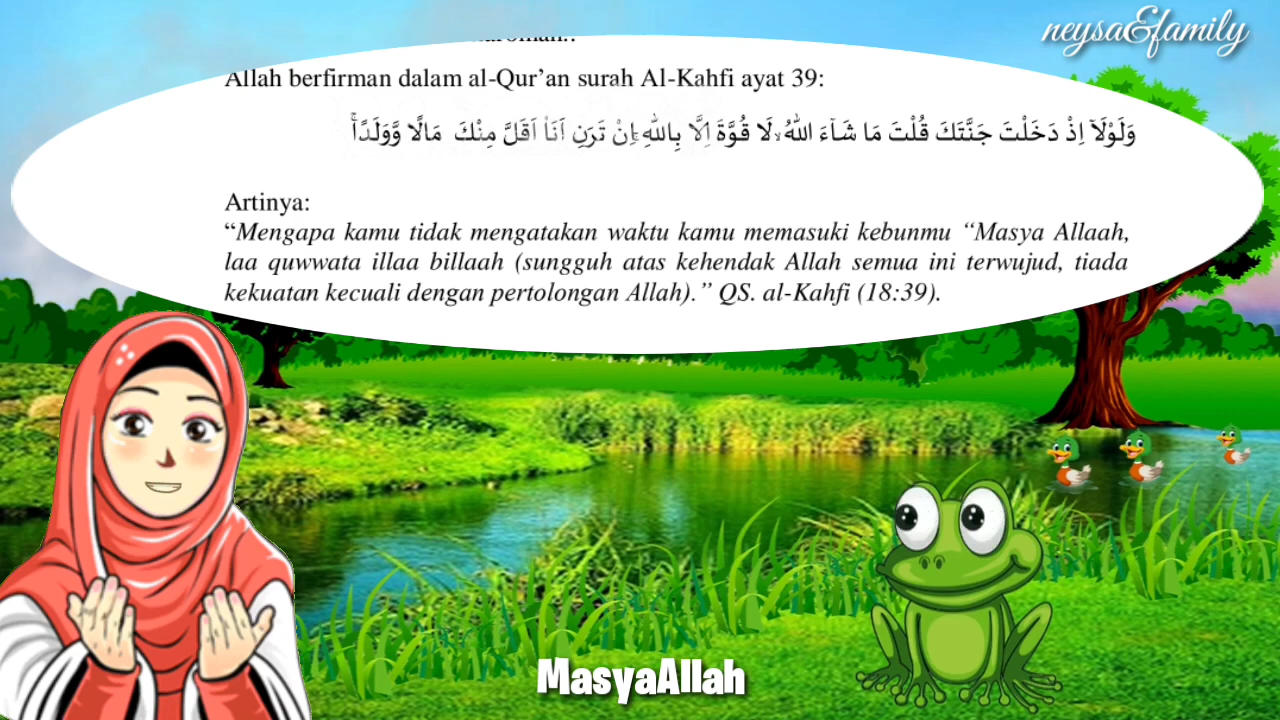 neysa&family
Allah berfirman dalam al-Qur’an surah Al-Kahfi ayat 39:
وَلَوْلَآ اِذْ دَخَلْتَ جَنَّتَكَ قُلْتَ مَا شَاۤءَ اللّٰهُ ۙ لَا قُوَّةَ اِلَّا بِاللّٰهِ ۚاِنْ تَرَنِ اَنَا۠ اَقَلَّ مِنْكَ مَالًا وَّوَلَدًاۚ
Artinya:
“Mengapa kamu tidak mengatakan waktu kamu memasuki kebunmu “Masya Allaah,
laa quwwata illaa billaah (sungguh atas kehendak Allah semua ini terwujud, tiada
kekuatan kecuali dengan pertolongan Allah).” QS. al-Kahfi (18:39).
MasyaAllah